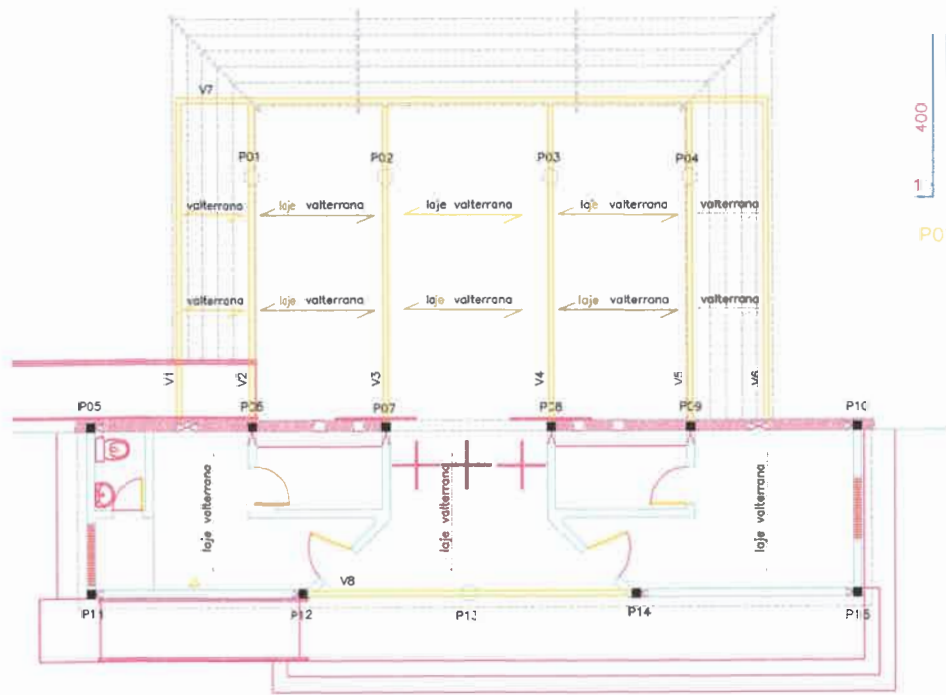 V7
400
P01 P02 P03 P04
1
valterrana laje valterrana laje valterrana laje valterrana valterrana
P0
valterrana laje valterrana laje valterrana laje valterrana valterrana
V1 V2 V3 V4 V5 V6
P05 P06 P07 P08 P09 P10
laje valterrana laje valterrana laje valterrana
V8
P11 P12 P13 P14 P15